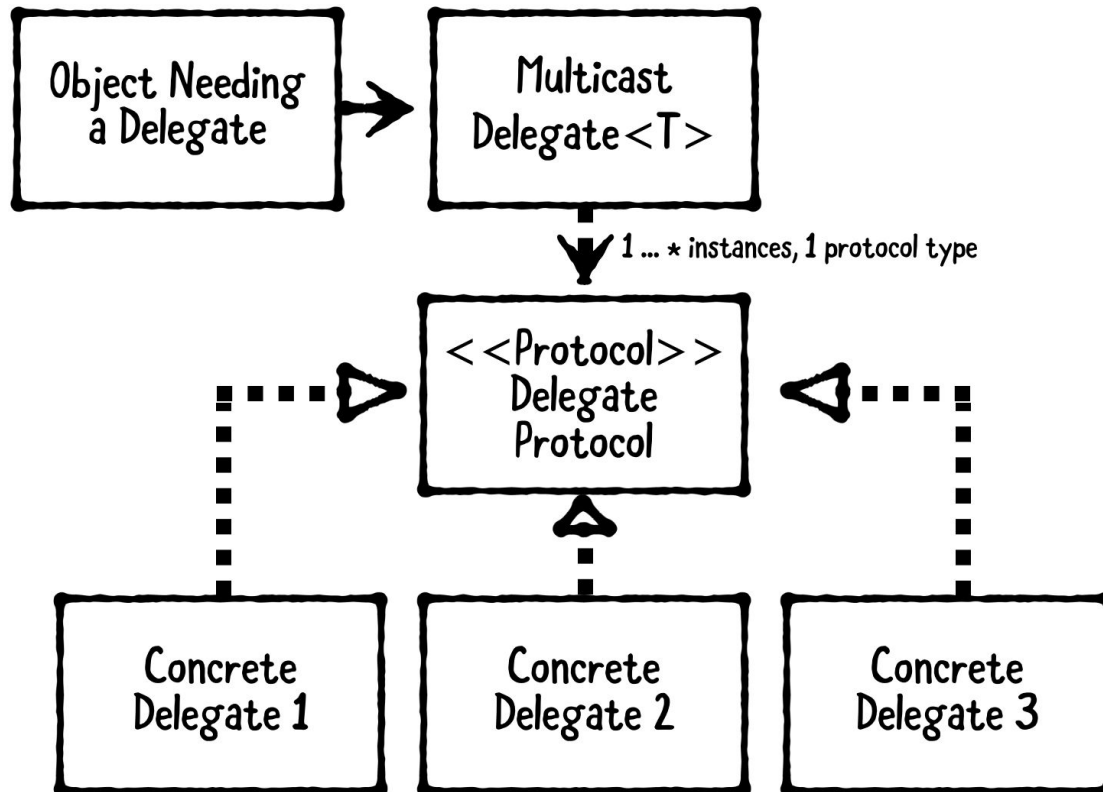 Object Needing
a Delegate
Multicast
Delegate<T>
1 ... * instances, 1 protocol type
<<Protocol>>
Delegate
Protocol
Concrete
Delegate 1
Concrete
Delegate 2
Concrete
Delegate 3